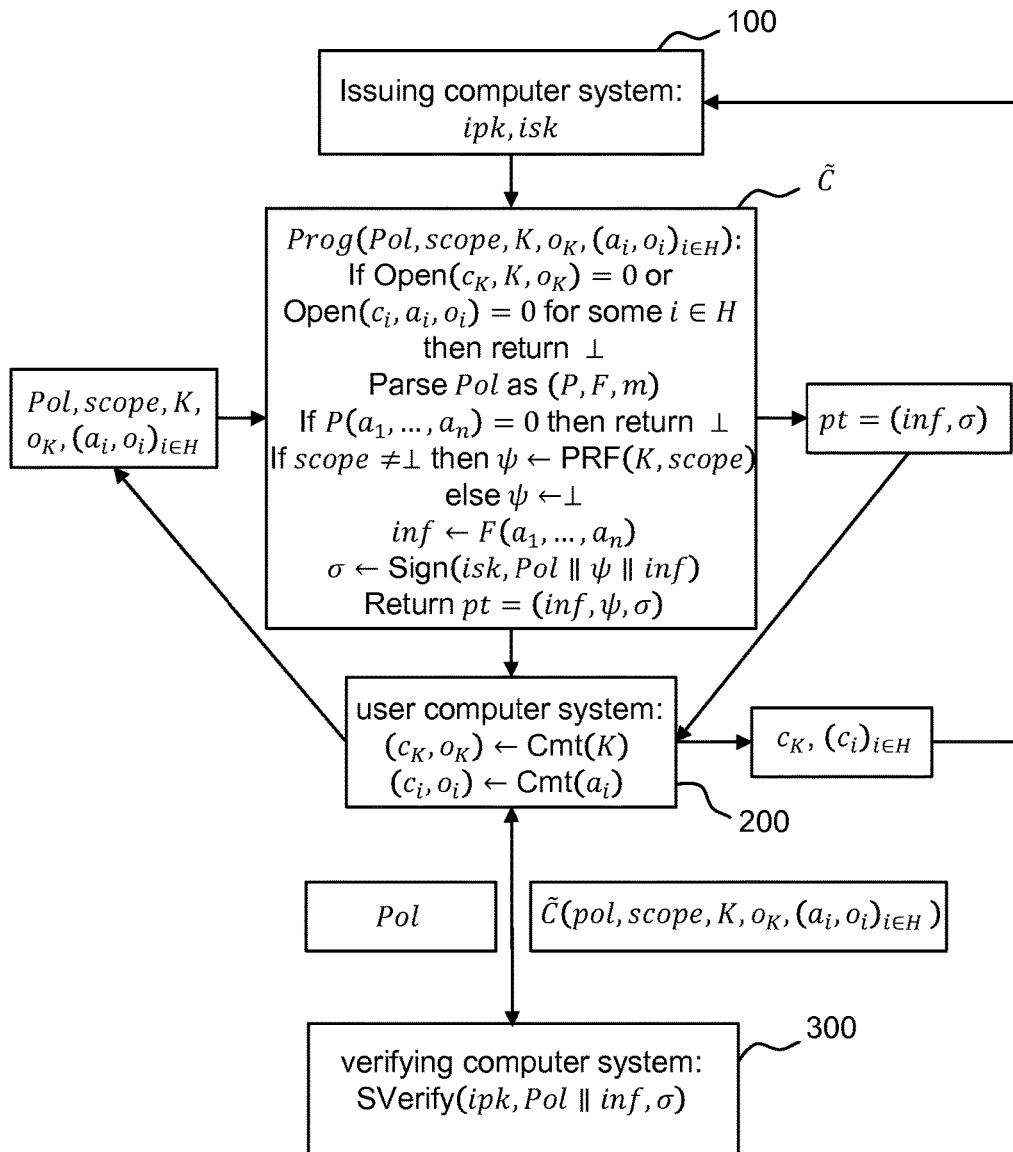 100
Issuing computer system:
ipk, isk
C̃
Prog(Pol, scope, K, o_K, (a_i, o_i)_{i∈H}):
If Open(c_K, K, o_K) = 0 or
Open(c_i, a_i, o_i) = 0 for some i ∈ H
then return ⊥
Parse Pol as (P, F, m)
If P(a_1, ..., a_n) = 0 then return ⊥
If scope ≠⊥ then ψ ← PRF(K, scope)
else ψ ←⊥
inf ← F(a_1, ..., a_n)
σ ← Sign(isk, Pol ∥ ψ ∥ inf)
Return pt = (inf, ψ, σ)
Pol, scope, K,
o_K, (a_i, o_i)_{i∈H}
pt = (inf, σ)
user computer system:
(c_K, o_K) ← Cmt(K)
(c_i, o_i) ← Cmt(a_i)
c_K, (c_i)_{i∈H}
200
Pol
C̃(pol, scope, K, o_K, (a_i, o_i)_{i∈H} )
300
verifying computer system:
SVerify(ipk, Pol ∥ inf, σ)